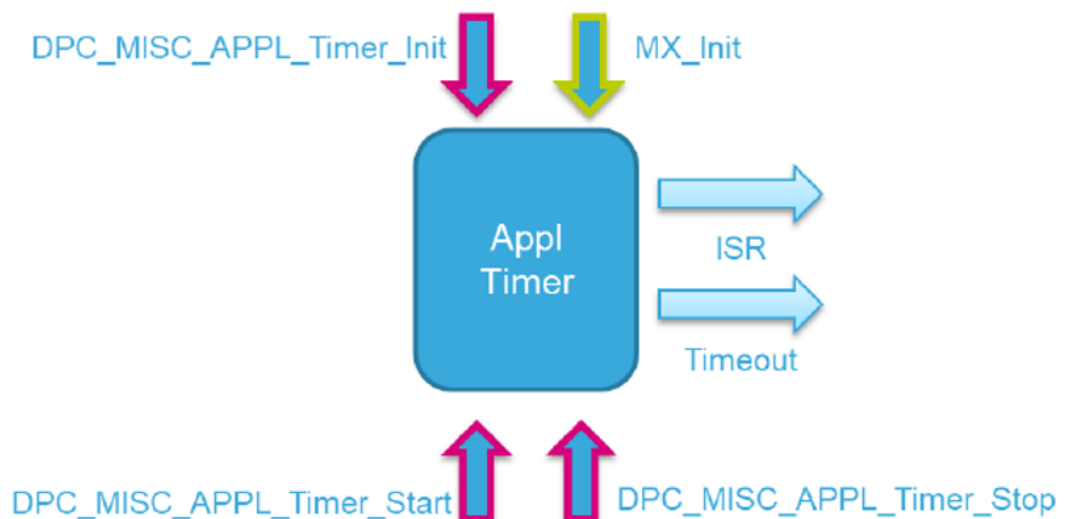 DPC_MISC_APPL_Timer_Init
MX_Init
Appl
Timer
ISR
Timeout
DPC_MISC_APPL_Timer_Start
DPC_MISC_APPL_Timer_Stop